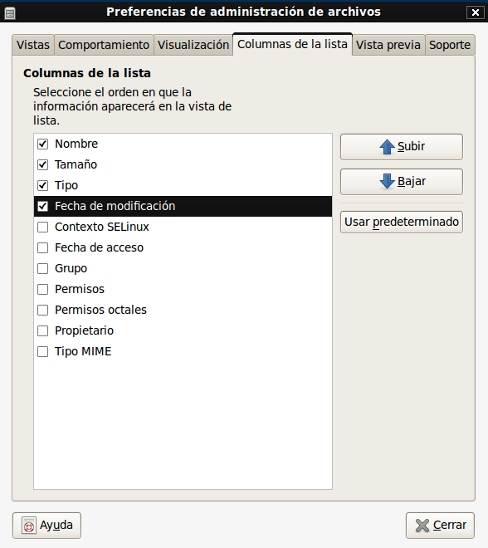 Preferencias de administración de archivos
Vistas
Comportamiento
Visualización
Columnas de la lista
Vista previa
Soporte
Columnas de la lista
Seleccione el orden en que la
información aparecerá en la vista de
lista.
Nombre
Tamaño
Tipo
Fecha de modificación
Contexto SELinux
Fecha de acceso
Grupo
Permisos
Permisos octales
Propietario
Tipo MIME
Subir
Bajar
Usar predeterminado
Ayuda
Cerrar